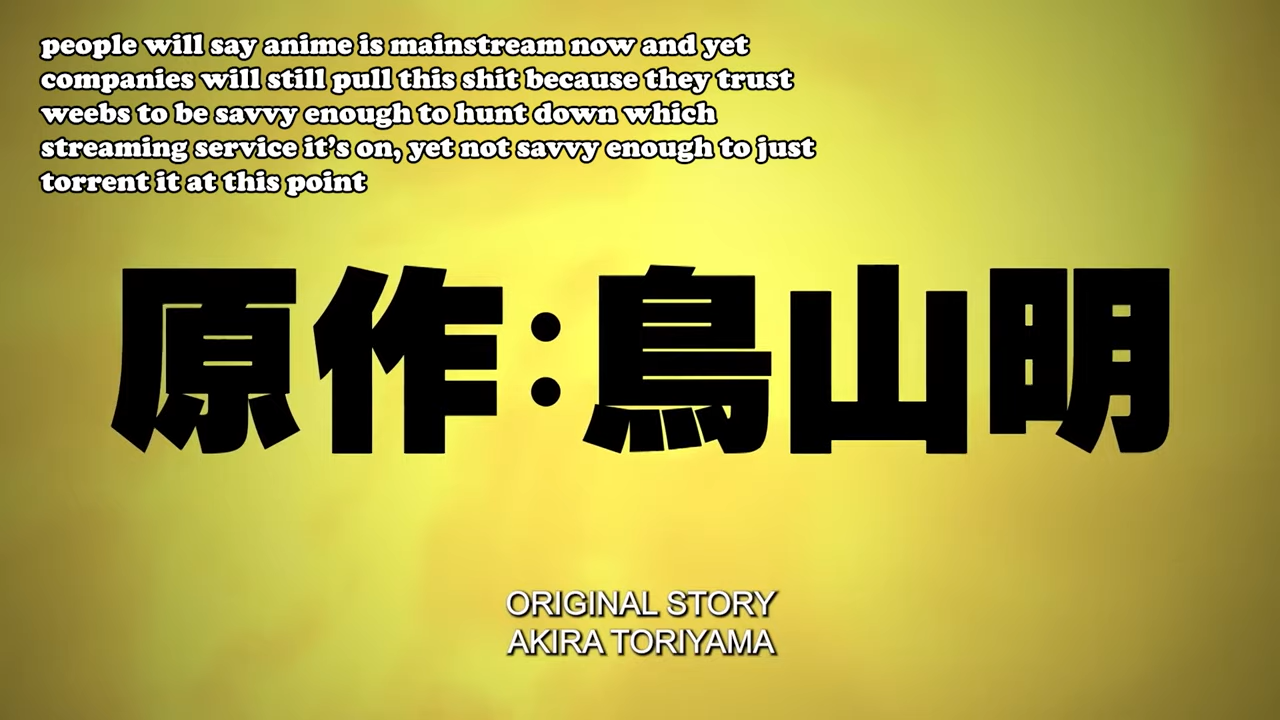 people will say anime is mainstream now and yet
companies will still pull this shit because they trust
weebs to be savvy enough to hunt down which
streaming service it's on, yet not savvy enough to just
torrent it at this point
原作:鳥山明
ORIGINAL STORY
AKIRA TORIYAMA